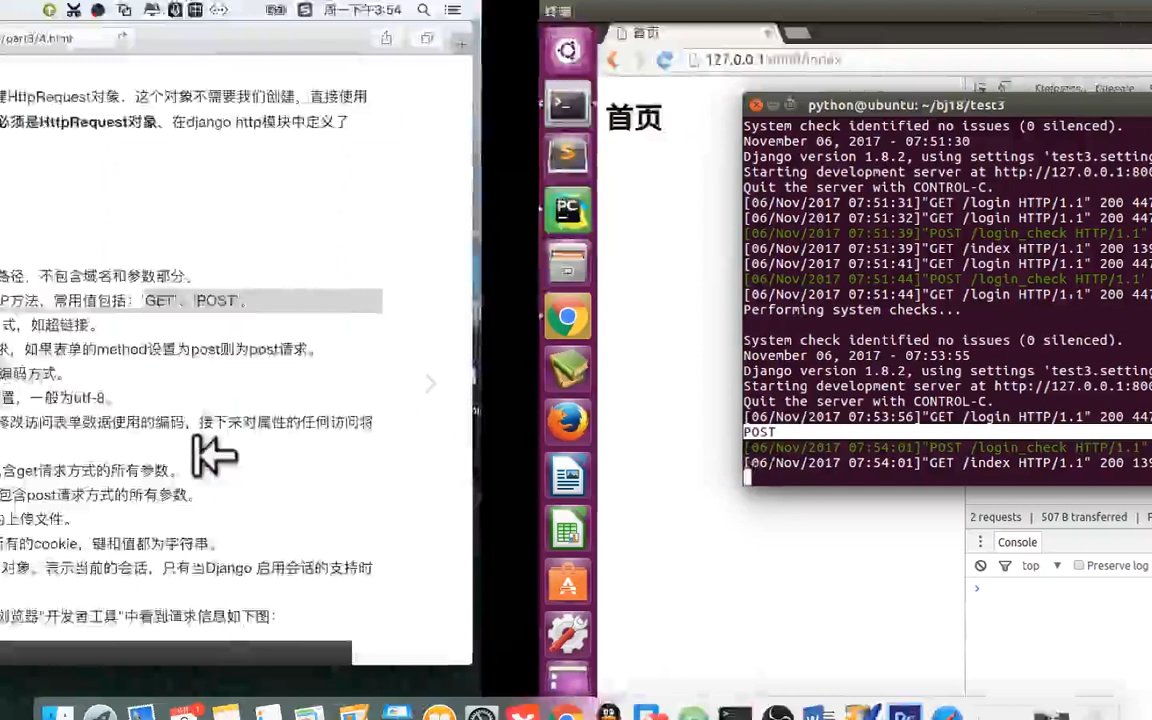 周一下午3:54
/part3/4.html
HttpRequest对象。这个对象不需要我们创建，直接使用
必须是HttpRequest对象、在django http模块中定义了
路径，不包含域名和参数部分。
P方法，常用值包括：'GET'、'POST'。
式，如超链接。
求，如果表单的method设置为post则为post请求。
编码方式。
置，一般为utf-8。
修改访问表单数据使用的编码，接下来对属性的任何访问将
含get请求方式的所有参数。
包含post请求方式的所有参数。
的上传文件。
所有的cookie，键和值都为字符串。
对象。表示当前的会话，只有当Django 启用会话的支持时
浏览器"开发者工具"中看到请求信息如下图：
首页
首页
python@ubuntu: ~/bj18/test3
System check identified no issues (0 silenced).
November 06, 2017 - 07:51:30
Django version 1.8.2, using settings 'test3.setting
Starting development server at http://127.0.0.1:800
Quit the server with CONTROL-C.
[06/Nov/2017 07:51:31]"GET /login HTTP/1.1" 200 447
[06/Nov/2017 07:51:32]"GET /login HTTP/1.1" 200 447
[06/Nov/2017 07:51:39]"POST /login_check HTTP/1.1"
[06/Nov/2017 07:51:39]"GET /index HTTP/1.1" 200 139
[06/Nov/2017 07:51:41]"GET /login HTTP/1.1" 200 447
[06/Nov/2017 07:51:44]"POST /login_check HTTP/1.1"
[06/Nov/2017 07:51:44]"GET /login HTTP/1.1" 200 447
Performing system checks...
System check identified no issues (0 silenced).
November 06, 2017 - 07:53:55
Django version 1.8.2, using settings 'test3.setting
Starting development server at http://127.0.0.1:800
Quit the server with CONTROL-C.
[06/Nov/2017 07:53:56]"GET /login HTTP/1.1" 200 447
POST
[06/Nov/2017 07:54:01]"POST /login_check HTTP/1.1"
[06/Nov/2017 07:54:01]"GET /index HTTP/1.1" 200 139
2 requests | 507 B transferred |
Console
top
Preserve log